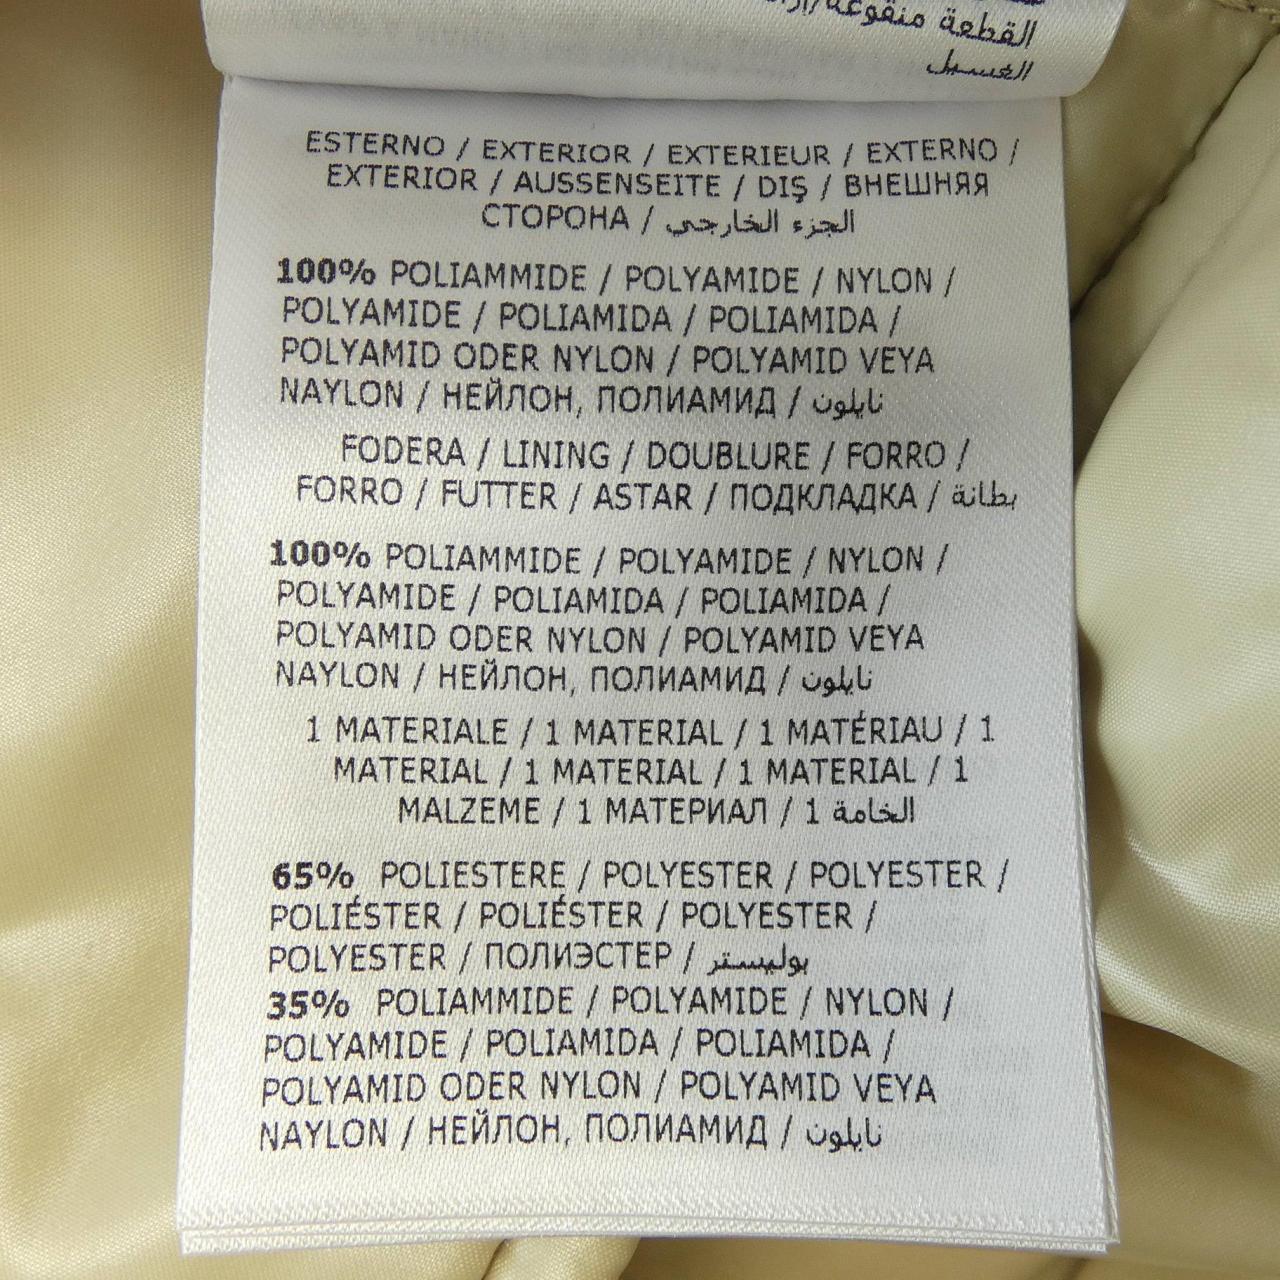 القطعة منقوعة/
الغسيل
ESTERNO / EXTERIOR / EXTERIEUR / EXTERNO /
EXTERIOR / AUSSENSEITE / DIŞ / ВНЕШНЯЯ
СТОРОНА / الجزء الخارجي
100% POLIAMMIDE / POLYAMIDE / NYLON /
POLYAMIDE / POLIAMIDA / POLIAMIDA /
POLYAMID ODER NYLON / POLYAMID VEYA
NAYLON / НЕЙЛОН, ПОЛИАМИД / نايلون
FODERA / LINING / DOUBLURE / FORRO /
FORRO / FUTTER / ASTAR / ПОДКЛАДКА / بطانة
100% POLIAMMIDE / POLYAMIDE / NYLON /
POLYAMIDE / POLIAMIDA / POLIAMIDA /
POLYAMID ODER NYLON / POLYAMID VEYA
NAYLON / НЕЙЛОН, ПОЛИАМИД / نايلون
1 MATERIALE / 1 MATERIAL / 1 MATÉRIAU / 1
MATERIAL / 1 MATERIAL / 1 MATERIAL / 1
MALZEME / 1 МАТЕРИАЛ / 1 الخامة
65% POLIESTERE / POLYESTER / POLYESTER /
POLIÉSTER / POLIÉSTER / POLYESTER /
POLYESTER / ПОЛИЭСТЕР / بوليستر
35% POLIAMMIDE / POLYAMIDE / NYLON /
POLYAMIDE / POLIAMIDA / POLIAMIDA /
POLYAMID ODER NYLON / POLYAMID VEYA
NAYLON / НЕЙЛОН, ПОЛИАМИД / نايلون